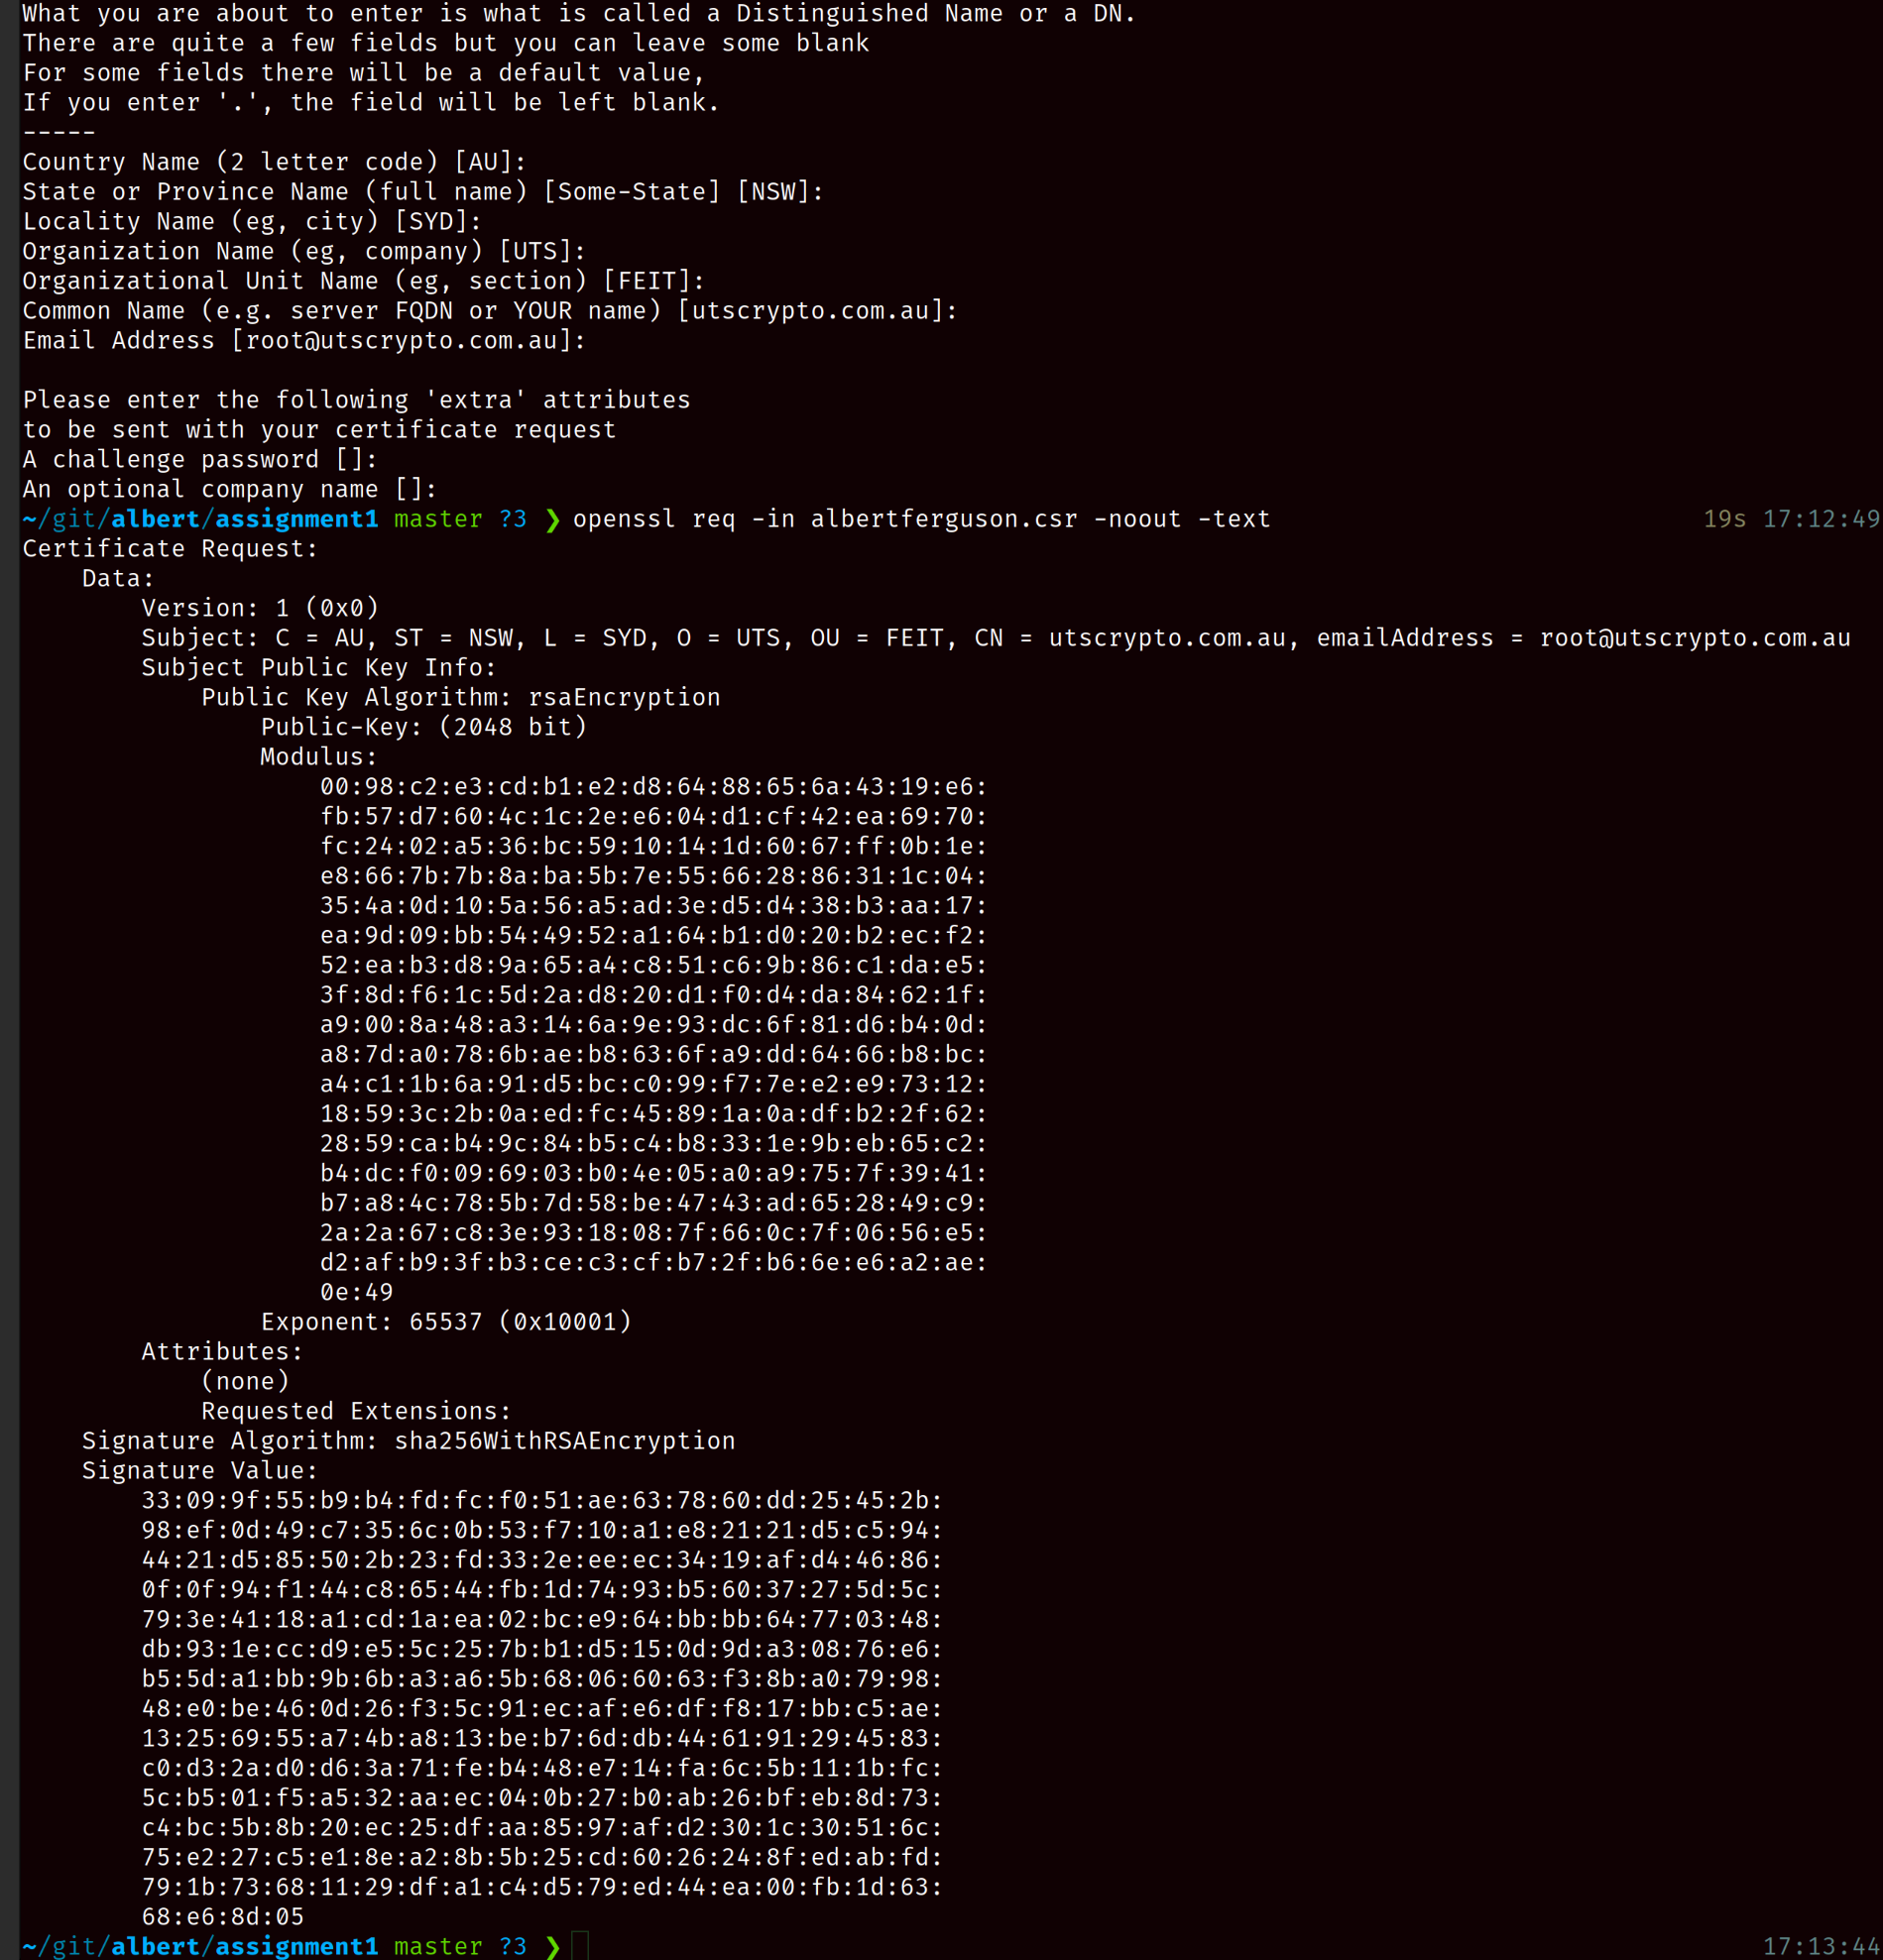 What you are about to enter is what is called a Distinguished Name or a DN.
There are quite a few fields but you can leave some blank
For some fields there will be a default value,
If you enter '.', the field will be left blank.
-----
Country Name (2 letter code) [AU]:
State or Province Name (full name) [Some-State] [NSW]:
Locality Name (eg, city) [SYD]:
Organization Name (eg, company) [UTS]:
Organizational Unit Name (eg, section) [FEIT]:
Common Name (e.g. server FQDN or YOUR name) [utscrypto.com.au]:
Email Address [root@utscrypto.com.au]:

Please enter the following 'extra' attributes
to be sent with your certificate request
A challenge password []:
An optional company name []:
~/git/albert/assignment1 master ?3 ❯ openssl req -in albertferguson.csr -noout -text 19s 17:12:49
Certificate Request:
    Data:
        Version: 1 (0x0)
        Subject: C = AU, ST = NSW, L = SYD, O = UTS, OU = FEIT, CN = utscrypto.com.au, emailAddress = root@utscrypto.com.au
        Subject Public Key Info:
            Public Key Algorithm: rsaEncryption
                Public-Key: (2048 bit)
                Modulus:
                    00:98:c2:e3:cd:b1:e2:d8:64:88:65:6a:43:19:e6:
                    fb:57:d7:60:4c:1c:2e:e6:04:d1:cf:42:ea:69:70:
                    fc:24:02:a5:36:bc:59:10:14:1d:60:67:ff:0b:1e:
                    e8:66:7b:7b:8a:ba:5b:7e:55:66:28:86:31:1c:04:
                    35:4a:0d:10:5a:56:a5:ad:3e:d5:d4:38:b3:aa:17:
                    ea:9d:09:bb:54:49:52:a1:64:b1:d0:20:b2:ec:f2:
                    52:ea:b3:d8:9a:65:a4:c8:51:c6:9b:86:c1:da:e5:
                    3f:8d:f6:1c:5d:2a:d8:20:d1:f0:d4:da:84:62:1f:
                    a9:00:8a:48:a3:14:6a:9e:93:dc:6f:81:d6:b4:0d:
                    a8:7d:a0:78:6b:ae:b8:63:6f:a9:dd:64:66:b8:bc:
                    a4:c1:1b:6a:91:d5:bc:c0:99:f7:7e:e2:e9:73:12:
                    18:59:3c:2b:0a:ed:fc:45:89:1a:0a:df:b2:2f:62:
                    28:59:ca:b4:9c:84:b5:c4:b8:33:1e:9b:eb:65:c2:
                    b4:dc:f0:09:69:03:b0:4e:05:a0:a9:75:7f:39:41:
                    b7:a8:4c:78:5b:7d:58:be:47:43:ad:65:28:49:c9:
                    2a:2a:67:c8:3e:93:18:08:7f:66:0c:7f:06:56:e5:
                    d2:af:b9:3f:b3:ce:c3:cf:b7:2f:b6:6e:e6:a2:ae:
                    0e:49
                Exponent: 65537 (0x10001)
        Attributes:
            (none)
            Requested Extensions:
    Signature Algorithm: sha256WithRSAEncryption
    Signature Value:
        33:09:9f:55:b9:b4:fd:fc:f0:51:ae:63:78:60:dd:25:45:2b:
        98:ef:0d:49:c7:35:6c:0b:53:f7:10:a1:e8:21:21:d5:c5:94:
        44:21:d5:85:50:2b:23:fd:33:2e:ee:ec:34:19:af:d4:46:86:
        0f:0f:94:f1:44:c8:65:44:fb:1d:74:93:b5:60:37:27:5d:5c:
        79:3e:41:18:a1:cd:1a:ea:02:bc:e9:64:bb:bb:64:77:03:48:
        db:93:1e:cc:d9:e5:5c:25:7b:b1:d5:15:0d:9d:a3:08:76:e6:
        b5:5d:a1:bb:9b:6b:a3:a6:5b:68:06:60:63:f3:8b:a0:79:98:
        48:e0:be:46:0d:26:f3:5c:91:ec:af:e6:df:f8:17:bb:c5:ae:
        13:25:69:55:a7:4b:a8:13:be:b7:6d:db:44:61:91:29:45:83:
        c0:d3:2a:d0:d6:3a:71:fe:b4:48:e7:14:fa:6c:5b:11:1b:fc:
        5c:b5:01:f5:a5:32:aa:ec:04:0b:27:b0:ab:26:bf:eb:8d:73:
        c4:bc:5b:8b:20:ec:25:df:aa:85:97:af:d2:30:1c:30:51:6c:
        75:e2:27:c5:e1:8e:a2:8b:5b:25:cd:60:26:24:8f:ed:ab:fd:
        79:1b:73:68:11:29:df:a1:c4:d5:79:ed:44:ea:00:fb:1d:63:
        68:e6:8d:05
~/git/albert/assignment1 master ?3 ❯ 17:13:44